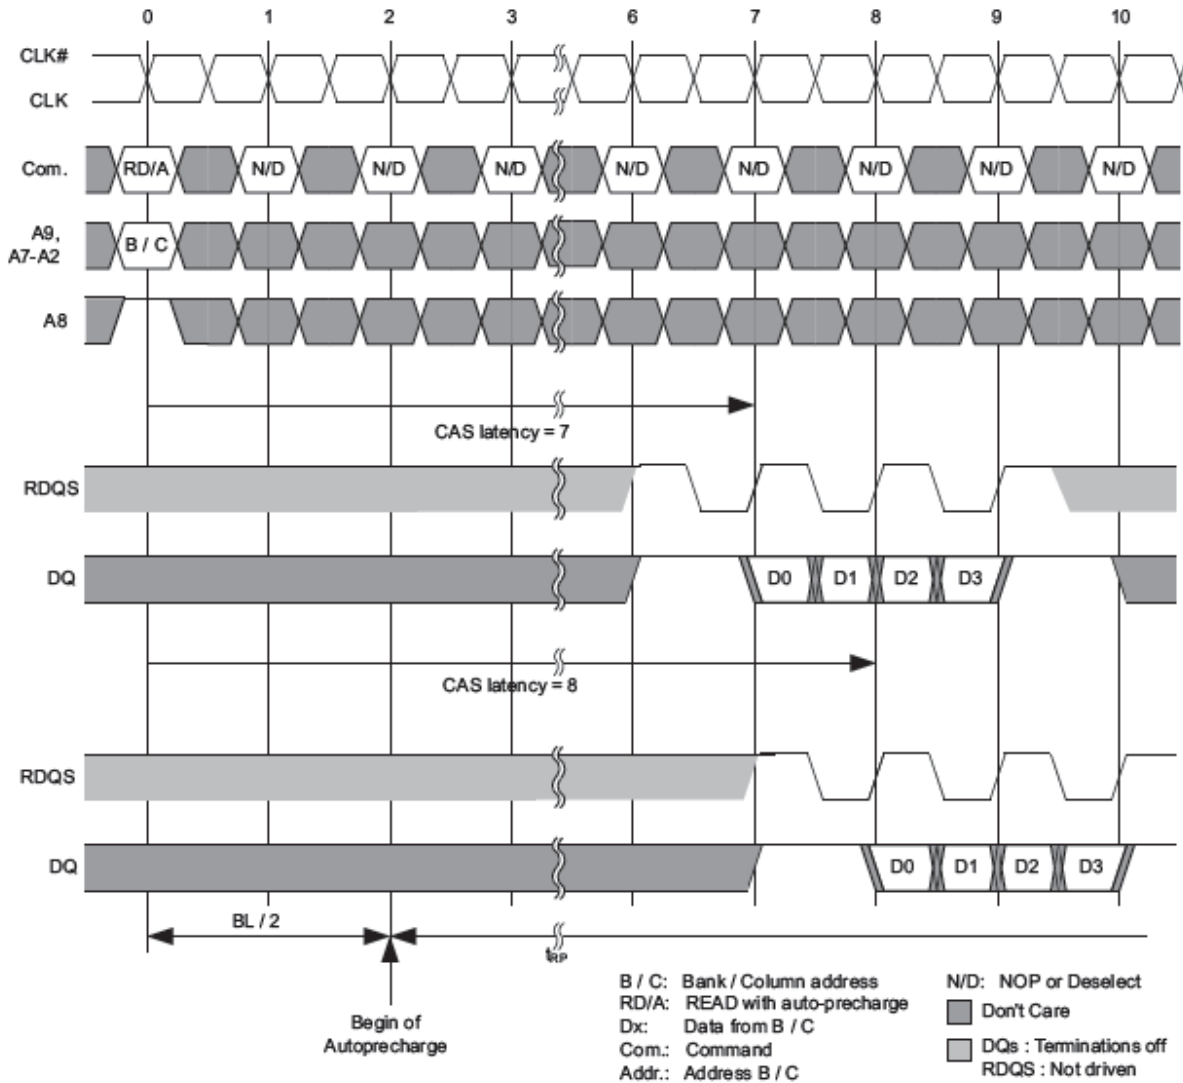 0 1 2 3 6 7 8 9 10
CLK#
CLK
Com. RD/A N/D N/D N/D N/D N/D N/D N/D N/D
A9,
A7-A2 B / C
A8
CAS latency = 7
RDQS
DQ D0 D1 D2 D3
CAS latency = 8
RDQS
DQ D0 D1 D2 D3
BL / 2
tRP
Begin of
Autoprecharge
B / C: Bank / Column address
RD/A: READ with auto-precharge
Dx: Data from B / C
Com.: Command
Addr.: Address B / C
N/D: NOP or Deselect
Don't Care
DQs : Terminations off
RDQS : Not driven